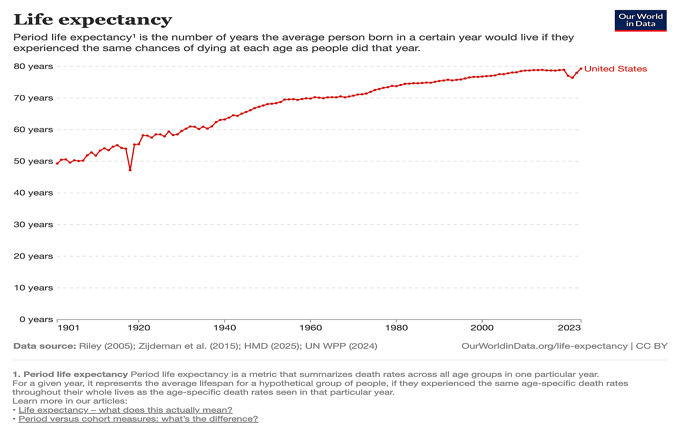 Life expectancy
Our World
in Data
Period life expectancy¹ is the number of years the average person born in a certain year would live if they
experienced the same chances of dying at each age as people did that year.
80 years
United States
70 years
60 years
50 years
40 years
30 years
20 years
10 years
0 years
1901 1920 1940 1960 1980 2000 2023
Data source: Riley (2005); Zijdeman et al. (2015); HMD (2025); UN WPP (2024) OurWorldinData.org/life-expectancy | CC BY
1. Period life expectancy Period life expectancy is a metric that summarizes death rates across all age groups in one particular year.
For a given year, it represents the average lifespan for a hypothetical group of people, if they experienced the same age-specific death rates
throughout their whole lives as the age-specific death rates seen in that particular year.
Learn more in our articles:
• Life expectancy – what does this actually mean?
• Period versus cohort measures: what's the difference?